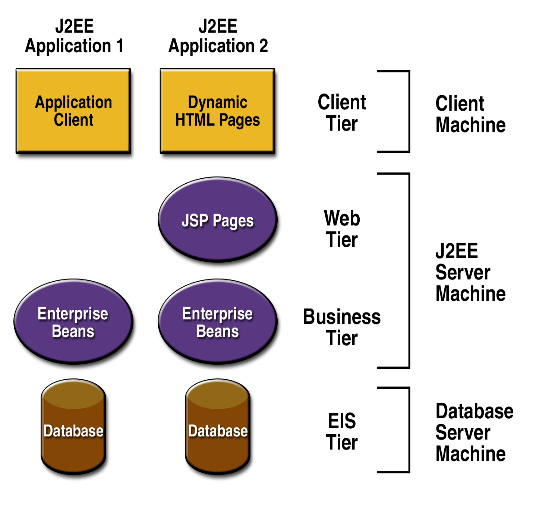 J2EE
Application 1
J2EE
Application 2
Application
Client
Dynamic
HTML Pages
Client
Tier
Client
Machine
JSP Pages
Web
Tier
J2EE
Server
Machine
Enterprise
Beans
Enterprise
Beans
Business
Tier
Database
Database
EIS
Tier
Database
Server
Machine